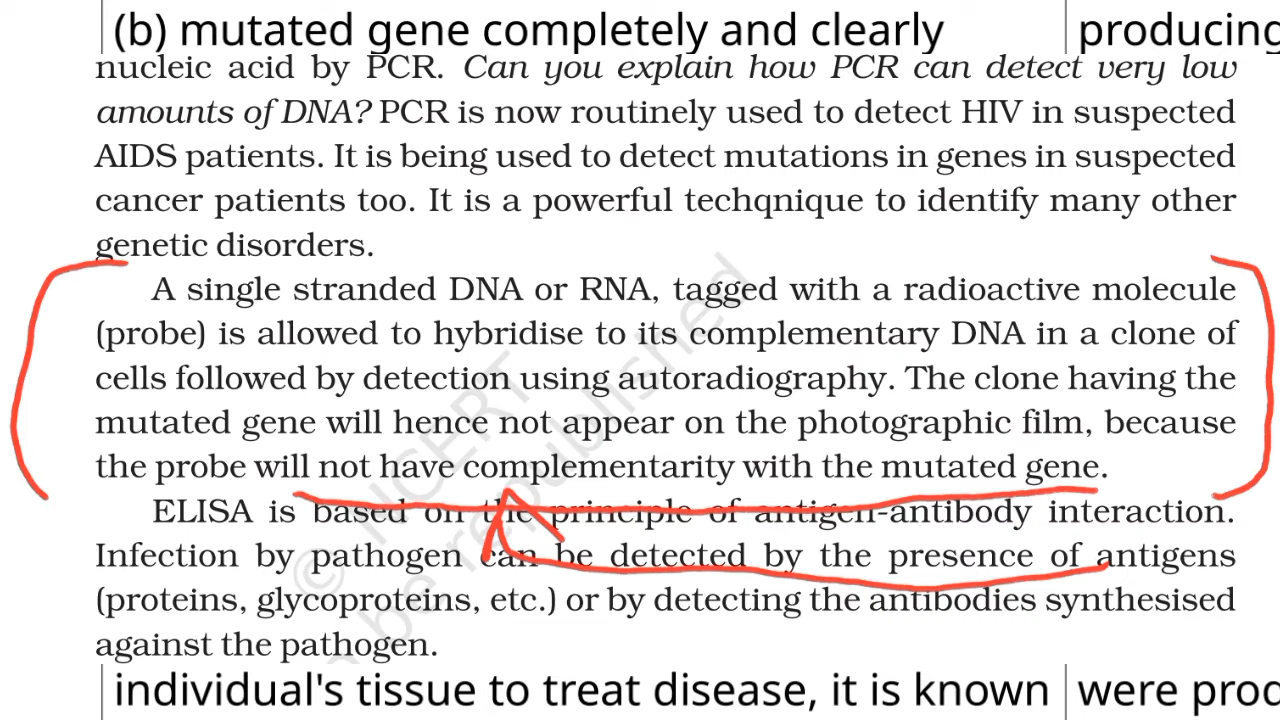 (b) mutated gene completely and clearly producing
nucleic acid by PCR. Can you explain how PCR can detect very low
amounts of DNA? PCR is now routinely used to detect HIV in suspected
AIDS patients. It is being used to detect mutations in genes in suspected
cancer patients too. It is a powerful techqnique to identify many other
genetic disorders.
A single stranded DNA or RNA, tagged with a radioactive molecule
(probe) is allowed to hybridise to its complementary DNA in a clone of
cells followed by detection using autoradiography. The clone having the
mutated gene will hence not appear on the photographic film, because
the probe will not have complementarity with the mutated gene.
ELISA is based on the principle of antigen-antibody interaction.
Infection by pathogen can be detected by the presence of antigens
(proteins, glycoproteins, etc.) or by detecting the antibodies synthesised
against the pathogen.
© NCERT
be republished
individual's tissue to treat disease, it is known were prod